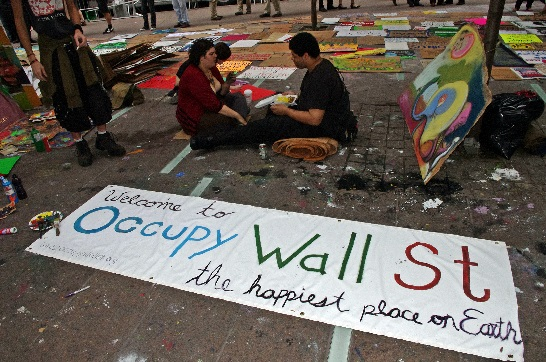 Welcome to
Occupy Wall St
the happiest place on Earth